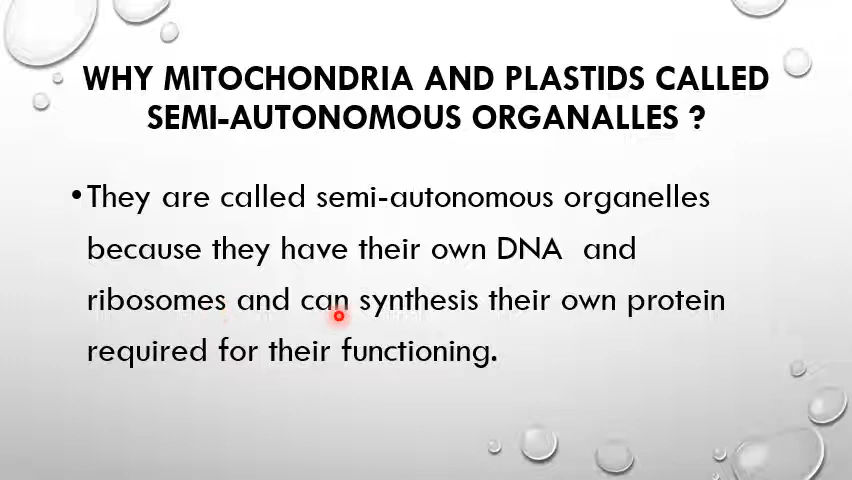 WHY MITOCHONDRIA AND PLASTIDS CALLED
SEMI-AUTONOMOUS ORGANALLES ?
•They are called semi-autonomous organelles
because they have their own DNA and
ribosomes and can synthesis their own protein
required for their functioning.